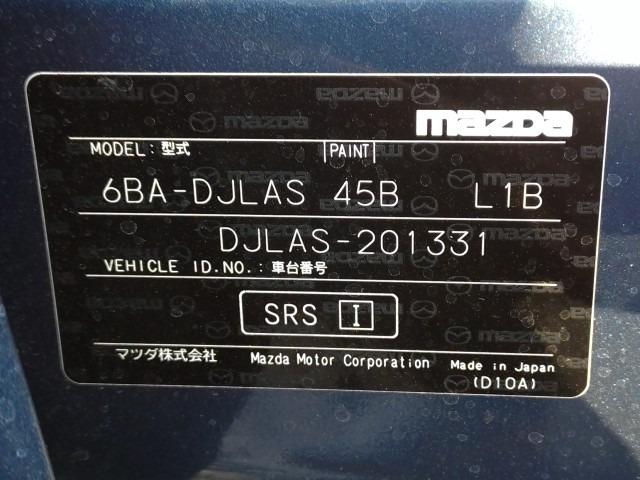 mazda
MODEL:型式 PAINT
6BA-DJLAS 45B L1B
DJLAS-201331
VEHICLE ID.NO.:車台番号
SRS I
マツダ株式会社 Mazda Motor Corporation Made in Japan
(D10A)